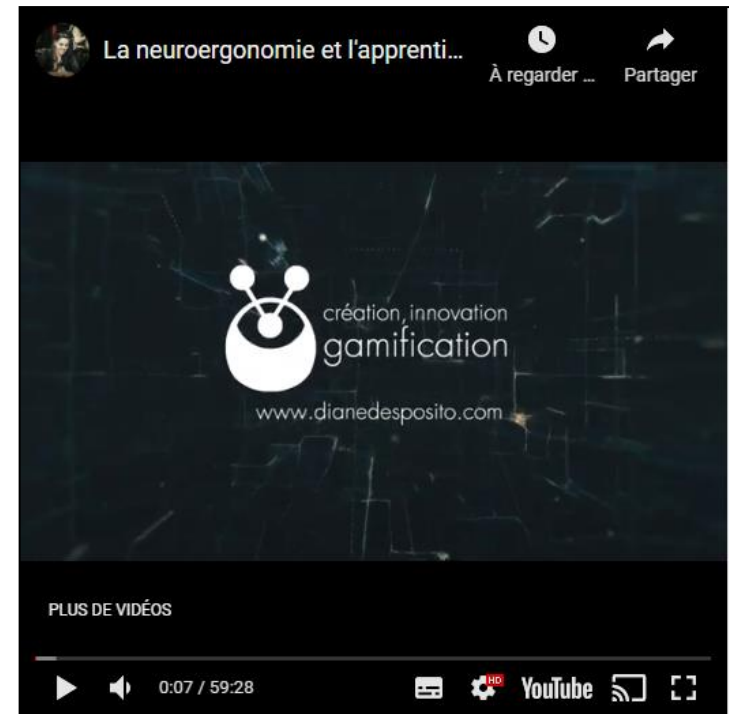 La neuroergonomie et l'apprenti...
À regarder ...
Partager
création, innovation
gamification
www.dianedesposito.com
PLUS DE VIDÉOS
0:07 / 59:28
HD
YouTube